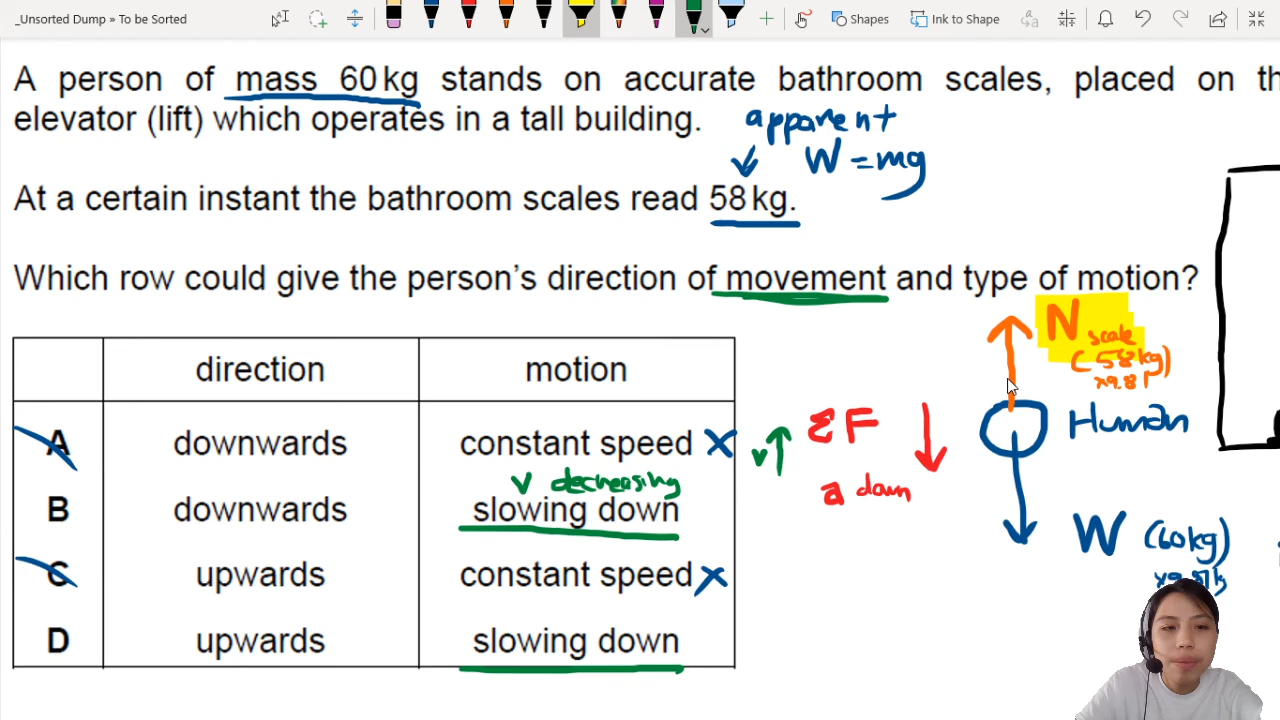 _Unsorted Dump » To be Sorted
Shapes
Ink to Shape
A person of mass 60 kg stands on accurate bathroom scales, placed on
elevator (lift) which operates in a tall building.
apparent
W = mg
At a certain instant the bathroom scales read 58 kg.
Which row could give the person's direction of movement and type of motion?
direction motion
A downwards constant speed ×
v decreasing
B downwards slowing down
C upwards constant speed ×
D upwards slowing down
v
ΣF
a down
N scale
(58kg)
×9.81
Human
W (60kg)